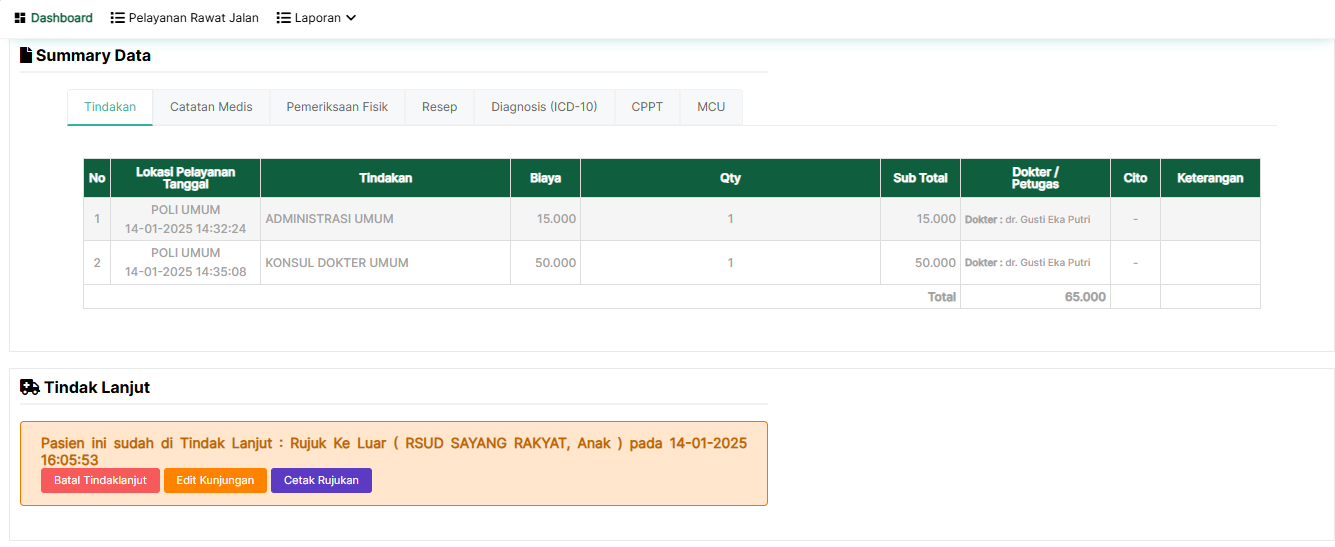 Dashboard Pelayanan Rawat Jalan Laporan
Summary Data
Tindakan Catatan Medis Pemeriksaan Fisik Resep Diagnosis (ICD-10) CPPT MCU
No Lokasi Pelayanan Tanggal Tindakan Biaya Qty Sub Total Dokter / Petugas Cito Keterangan
1 POLI UMUM 14-01-2025 14:32:24 ADMINISTRASI UMUM 15.000 1 15.000 Dokter : dr. Gusti Eka Putri -
2 POLI UMUM 14-01-2025 14:35:08 KONSUL DOKTER UMUM 50.000 1 50.000 Dokter : dr. Gusti Eka Putri -
Total 65.000
Tindak Lanjut
Pasien ini sudah di Tindak Lanjut : Rujuk Ke Luar ( RSUD SAYANG RAKYAT, Anak ) pada 14-01-2025
16:05:53
Batal Tindaklanjut Edit Kunjungan Cetak Rujukan